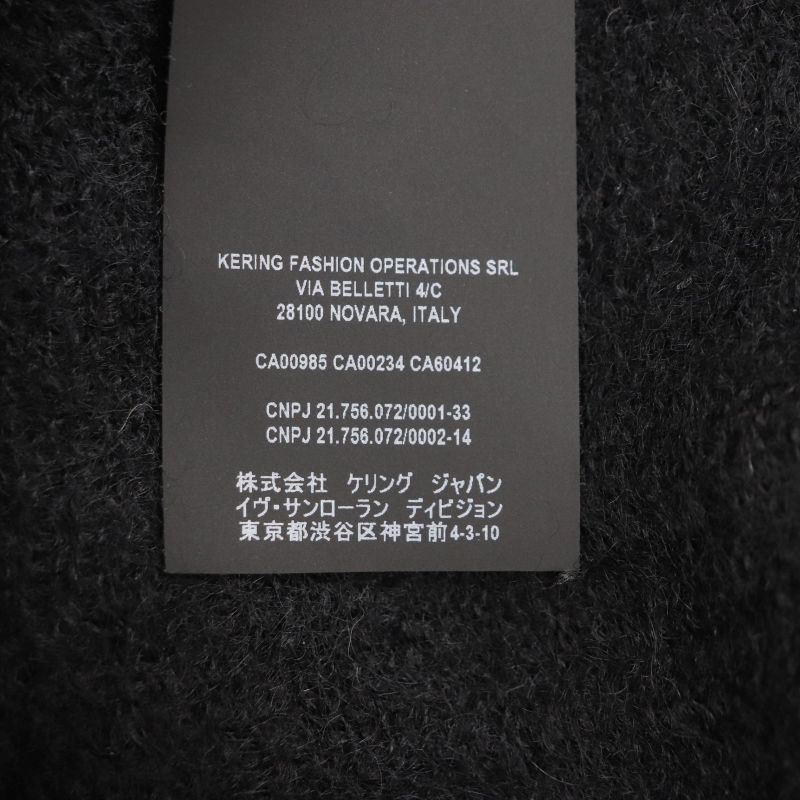 KERING FASHION OPERATIONS SRL
VIA BELLETTI 4/C
28100 NOVARA, ITALY
CA00985 CA00234 CA60412
CNPJ 21.756.072/0001-33
CNPJ 21.756.072/0002-14
株式会社 ケリング ジャパン
イヴ・サンローラン ディビジョン
東京都渋谷区神宮前4-3-10